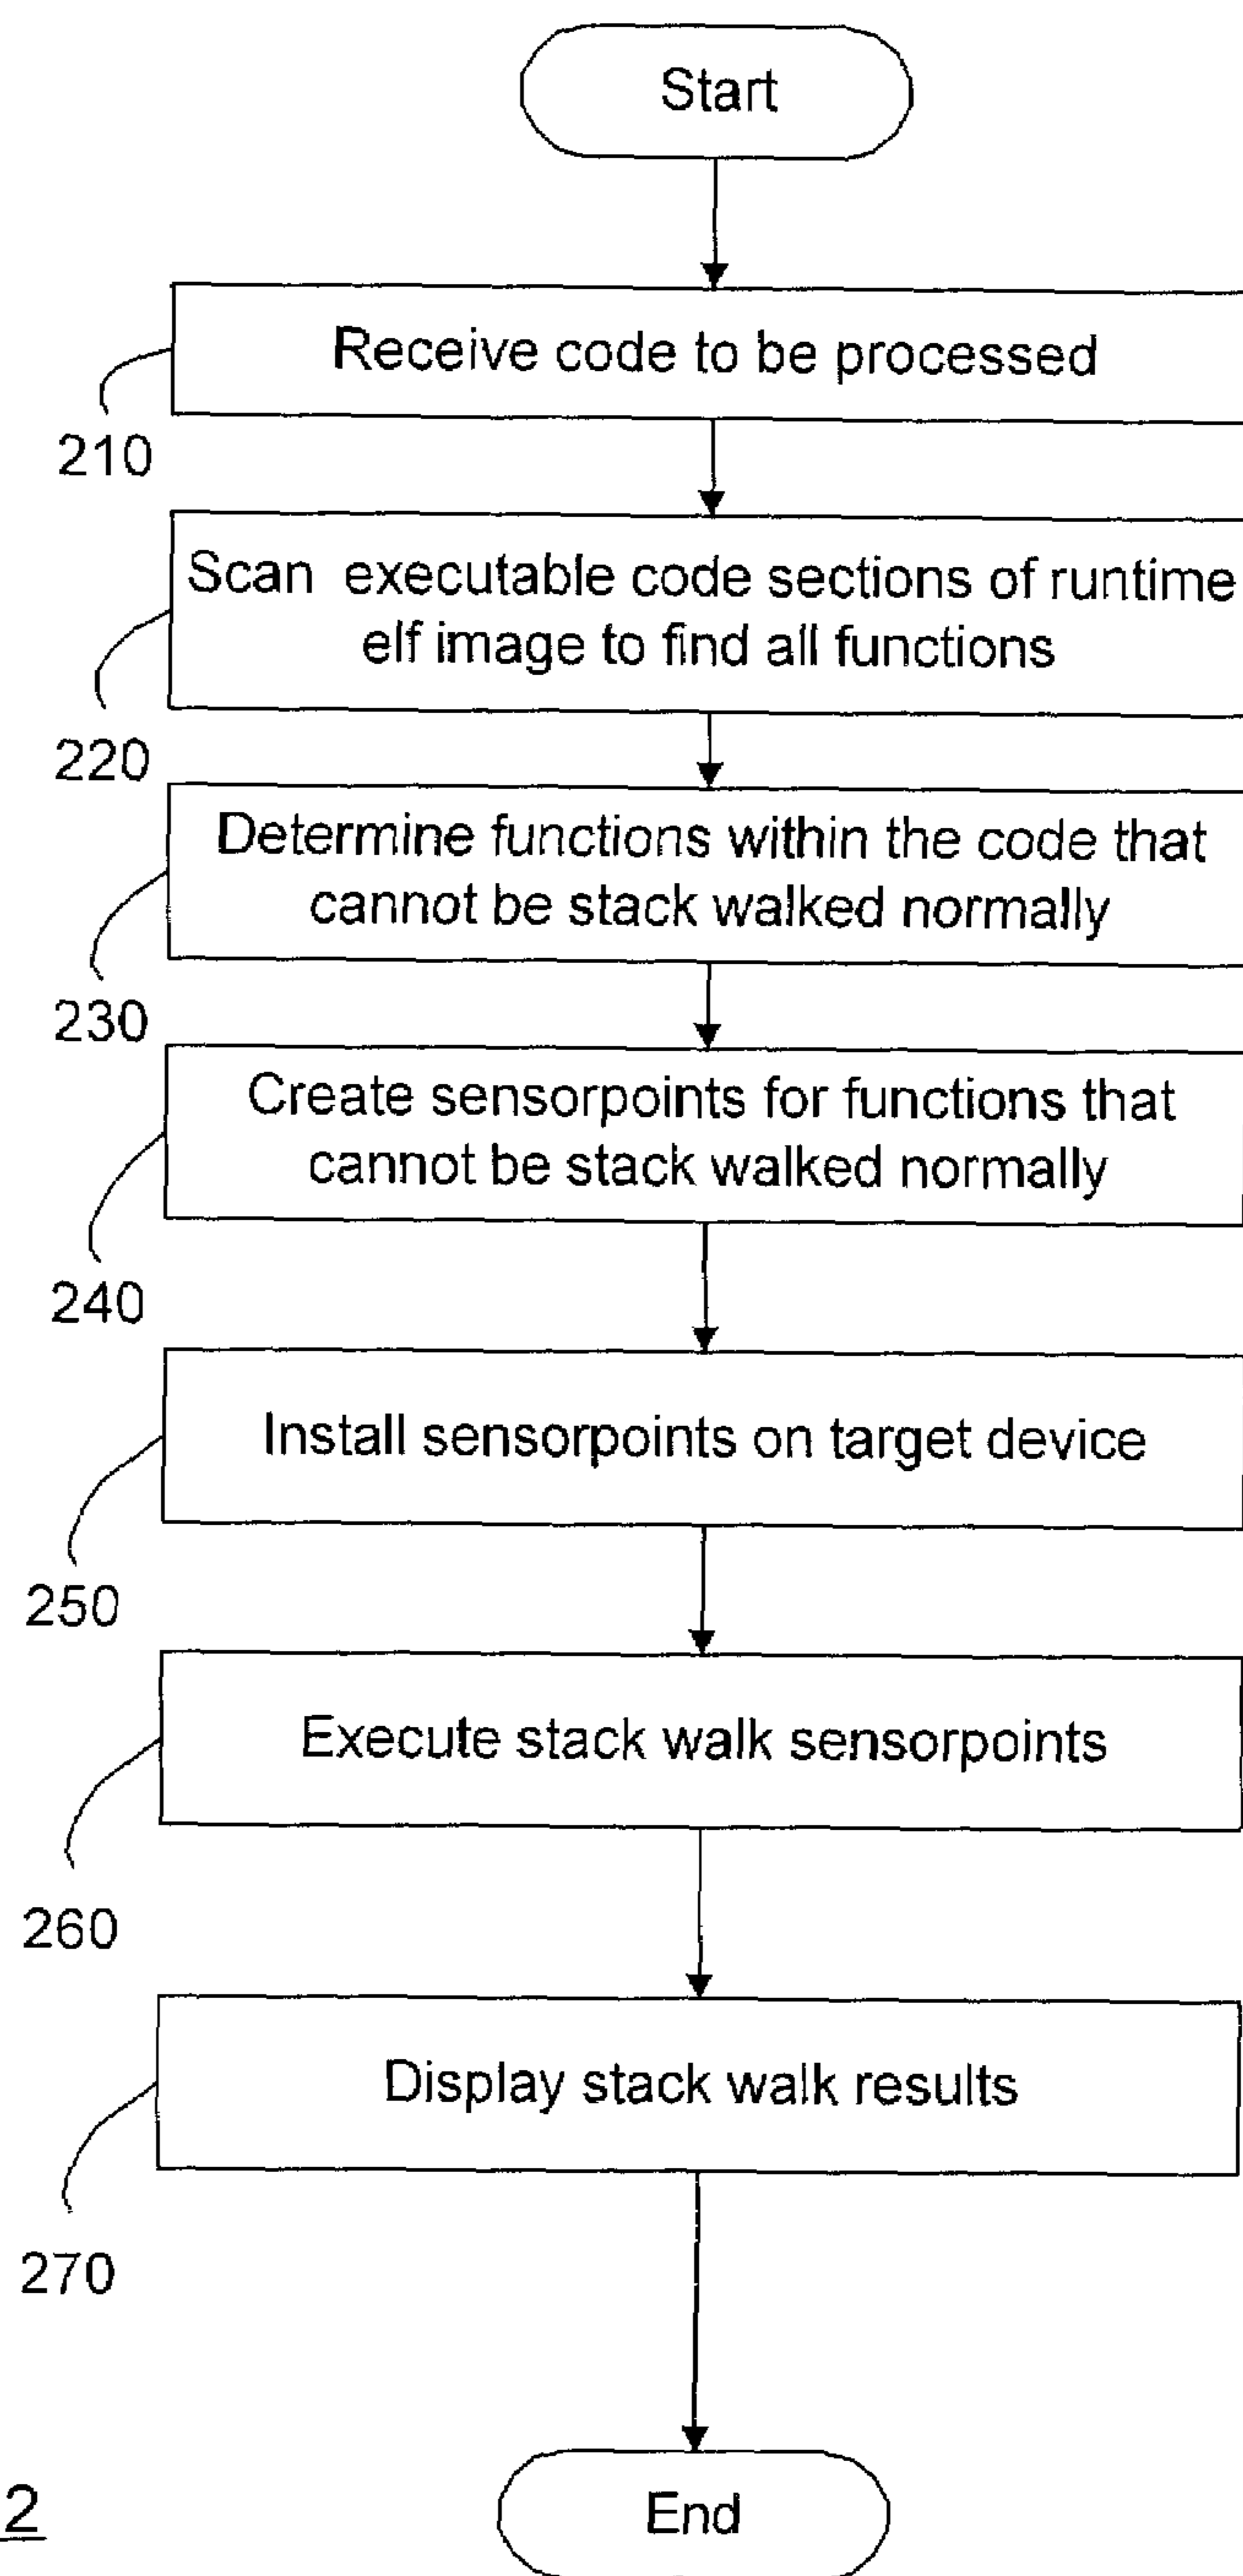 Start
Receive code to be processed
210
Scan executable code sections of runtime
elf image to find all functions
220
Determine functions within the code that
cannot be stack walked normally
230
Create sensorpoints for functions that
cannot be stack walked normally
240
Install sensorpoints on target device
250
Execute stack walk sensorpoints
260
Display stack walk results
270
End
2